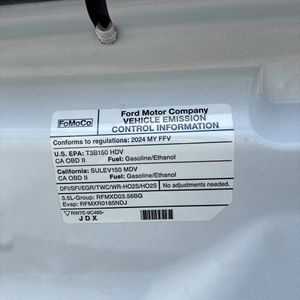 FoMoCo
Ford Motor Company
VEHICLE EMISSION
CONTROL INFORMATION
Conforms to regulations: 2024 MY FFV
U.S. EPA: T3B150 HDV
CA OBD II Fuel: Gasoline/Ethanol
California: SULEV150 MDV
CA OBD II Fuel: Gasoline/Ethanol
DFI/SFI/EGR/TWC/WR-HO2S/HO2S No adjustments needed.
3.5L-Group: RFMXD03.56BG
Evap: RFMXR0185NDJ
RW7E-9C485-
JDX